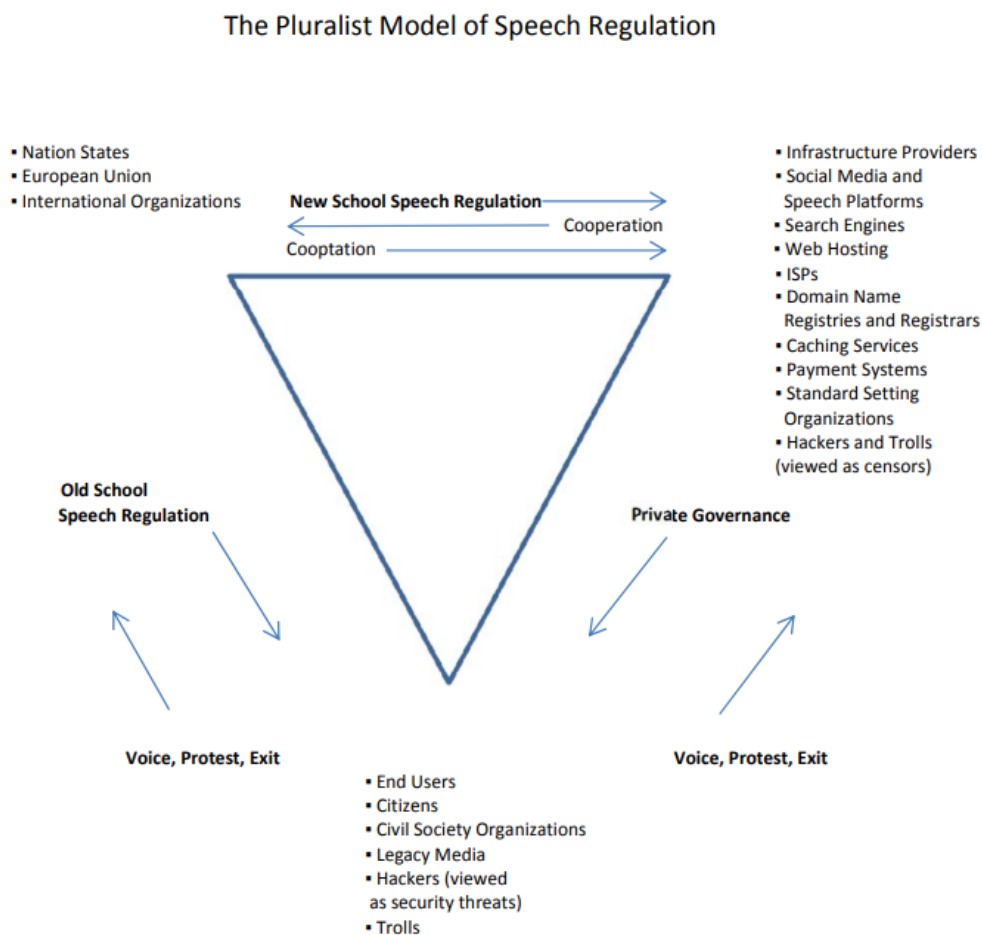 The Pluralist Model of Speech Regulation
▪ Nation States
▪ European Union
▪ International Organizations
New School Speech Regulation
Cooperation
Cooptation
▪ Infrastructure Providers
▪ Social Media and
Speech Platforms
▪ Search Engines
▪ Web Hosting
▪ ISPs
▪ Domain Name
Registries and Registrars
▪ Caching Services
▪ Payment Systems
▪ Standard Setting
Organizations
▪ Hackers and Trolls
(viewed as censors)
Old School
Speech Regulation
Private Governance
Voice, Protest, Exit
Voice, Protest, Exit
▪ End Users
▪ Citizens
▪ Civil Society Organizations
▪ Legacy Media
▪ Hackers (viewed
as security threats)
▪ Trolls